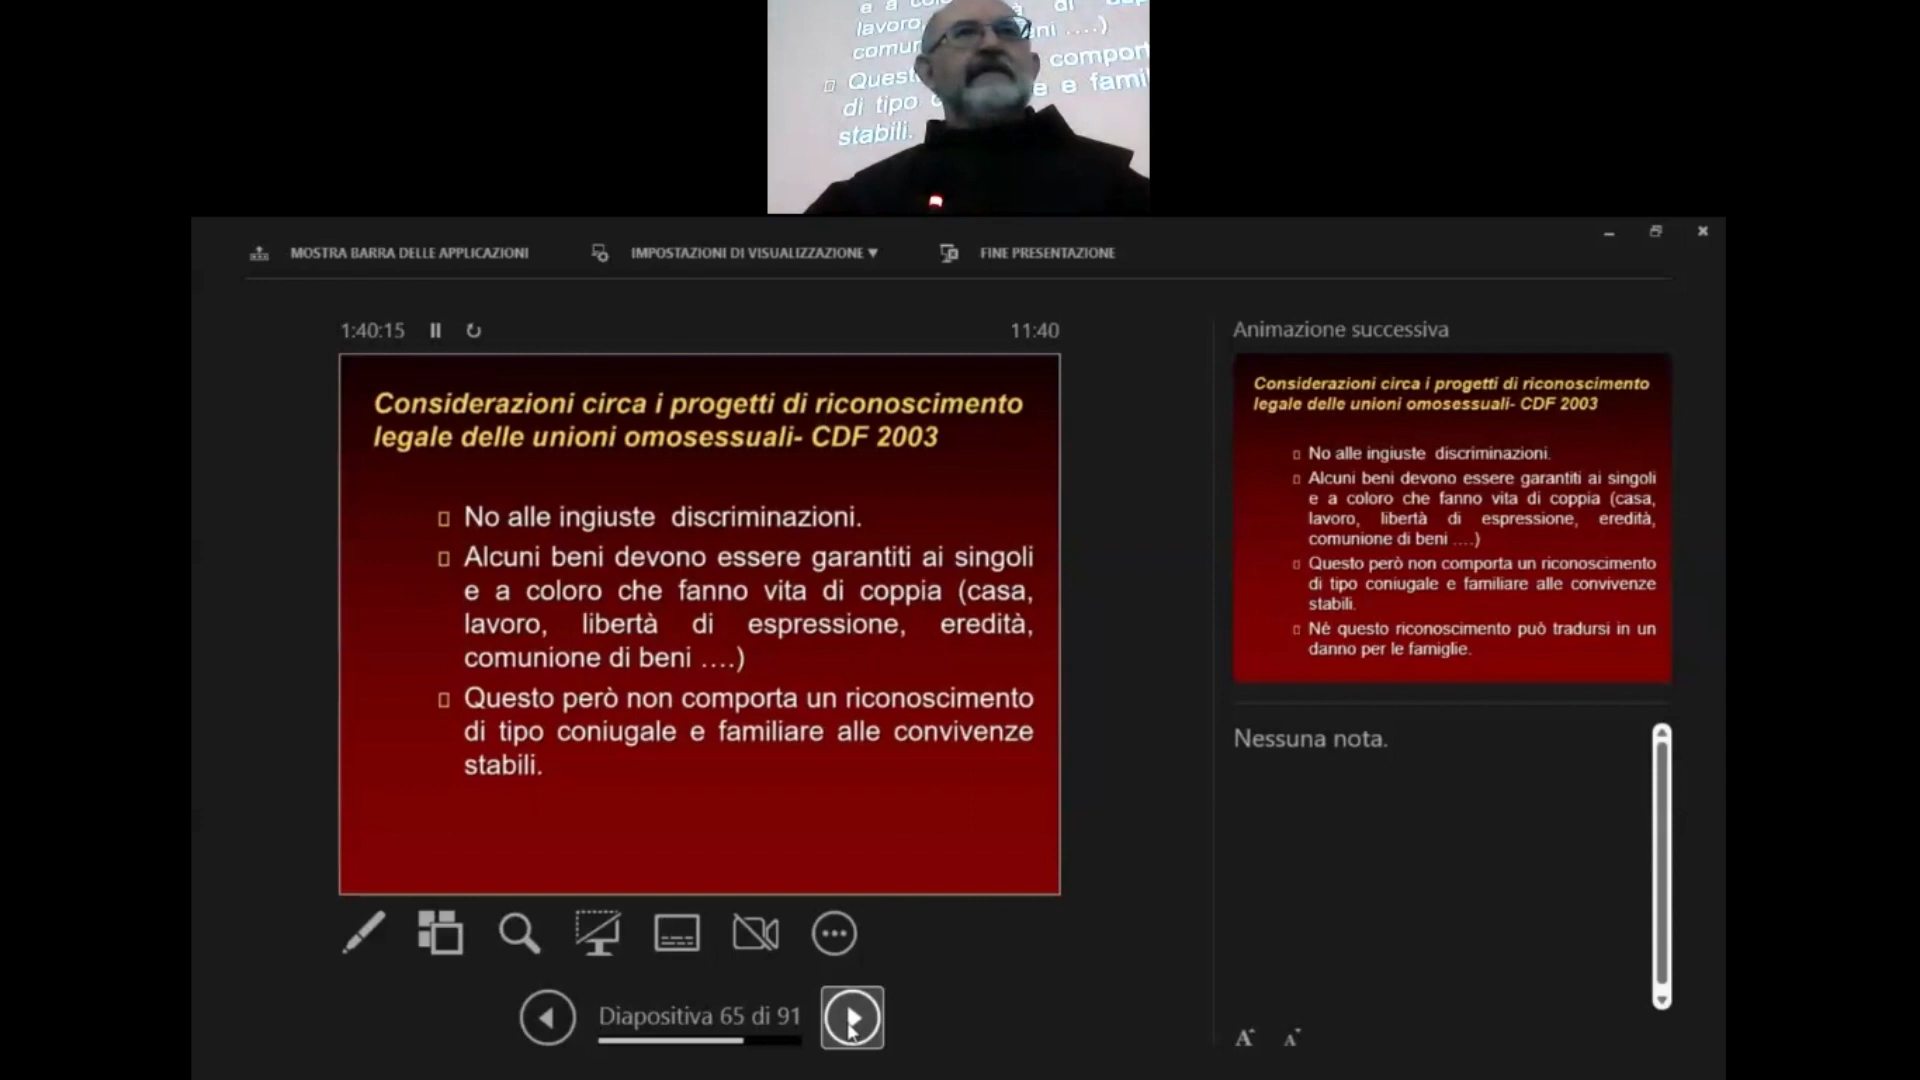 e a
lavoro,
ani ....)
comun
comport
Quest
e e fami
di tipo
stabili.
MOSTRA BARRA DELLE APPLICAZIONI
IMPOSTAZIONI DI VISUALIZZAZIONE ▼
FINE PRESENTAZIONE
1:40:15
11:40
Considerazioni circa i progetti di riconoscimento
legale delle unioni omosessuali- CDF 2003
No alle ingiuste discriminazioni.
Alcuni beni devono essere garantiti ai singoli
e a coloro che fanno vita di coppia (casa,
lavoro, libertà di espressione, eredità,
comunione di beni ....)
Questo però non comporta un riconoscimento
di tipo coniugale e familiare alle convivenze
stabili.
Diapositiva 65 di 91
Animazione successiva
Considerazioni circa i progetti di riconoscimento
legale delle unioni omosessuali- CDF 2003
No alle ingiuste discriminazioni.
Alcuni beni devono essere garantiti ai singoli
e a coloro che fanno vita di coppia (casa,
lavoro, libertà di espressione, eredità,
comunione di beni ....)
Questo però non comporta un riconoscimento
di tipo coniugale e familiare alle convivenze
stabili.
Né questo riconoscimento può tradursi in un
danno per le famiglie.
Nessuna nota.
A A